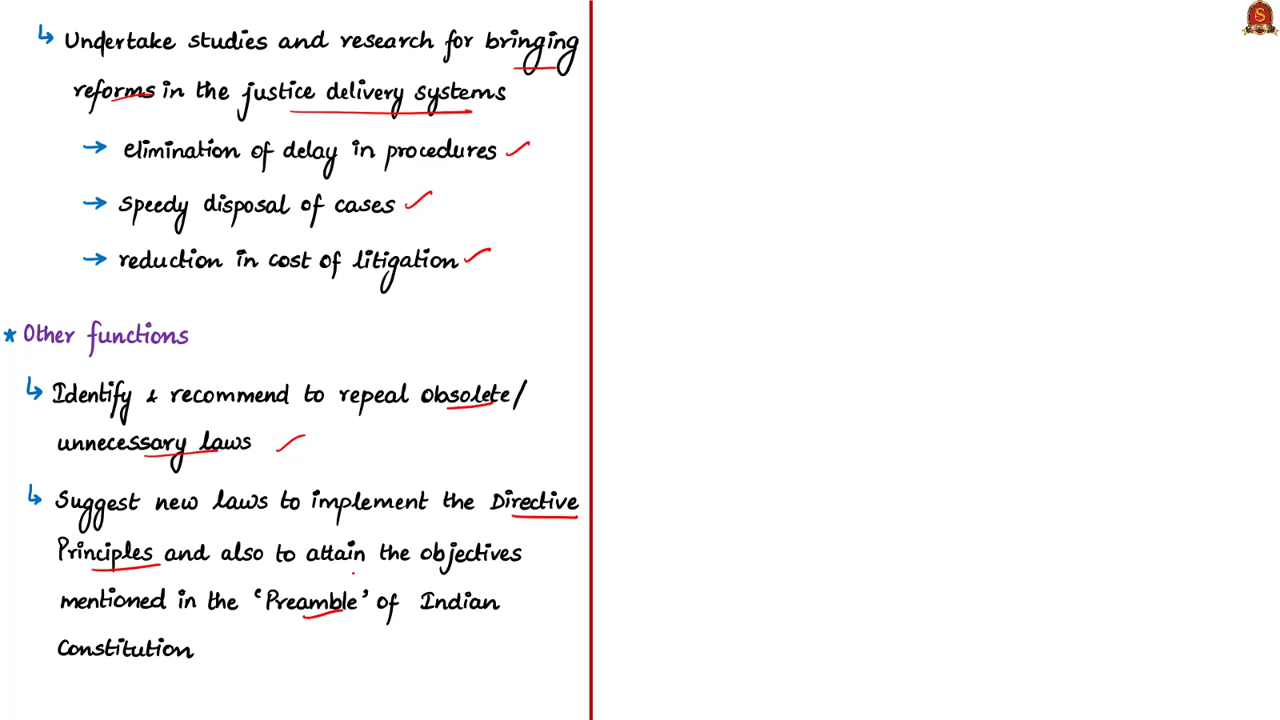 ↳ Undertake studies and research for bringing
reforms in the justice delivery systems
→ elimination of delay in procedures ✓
→ speedy disposal of cases ✓
→ reduction in cost of litigation ✓
* Other functions
↳ Identify & recommend to repeal obsolete/
unnecessary laws ✓
↳ Suggest new laws to implement the Directive
Principles and also to attain the objectives
mentioned in the 'Preamble' of Indian
Constitution
S